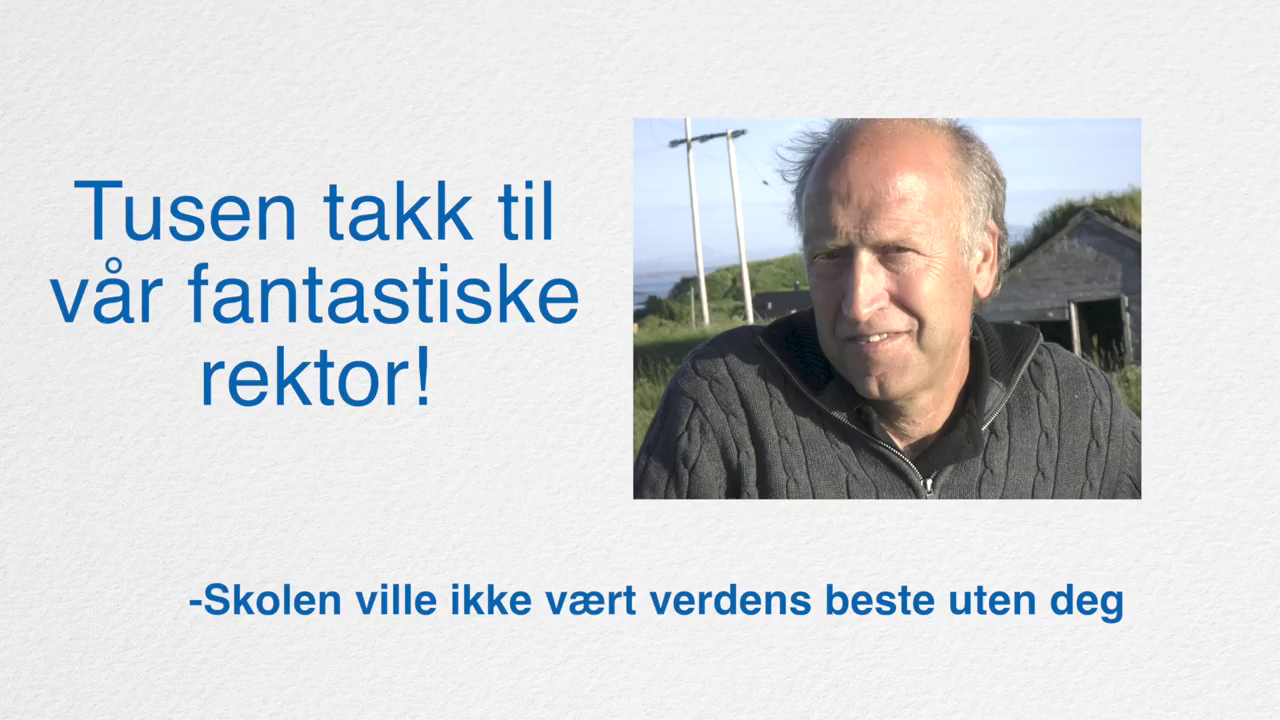 Tusen takk til
vår fantastiske
rektor!
-Skolen ville ikke vært verdens beste uten deg